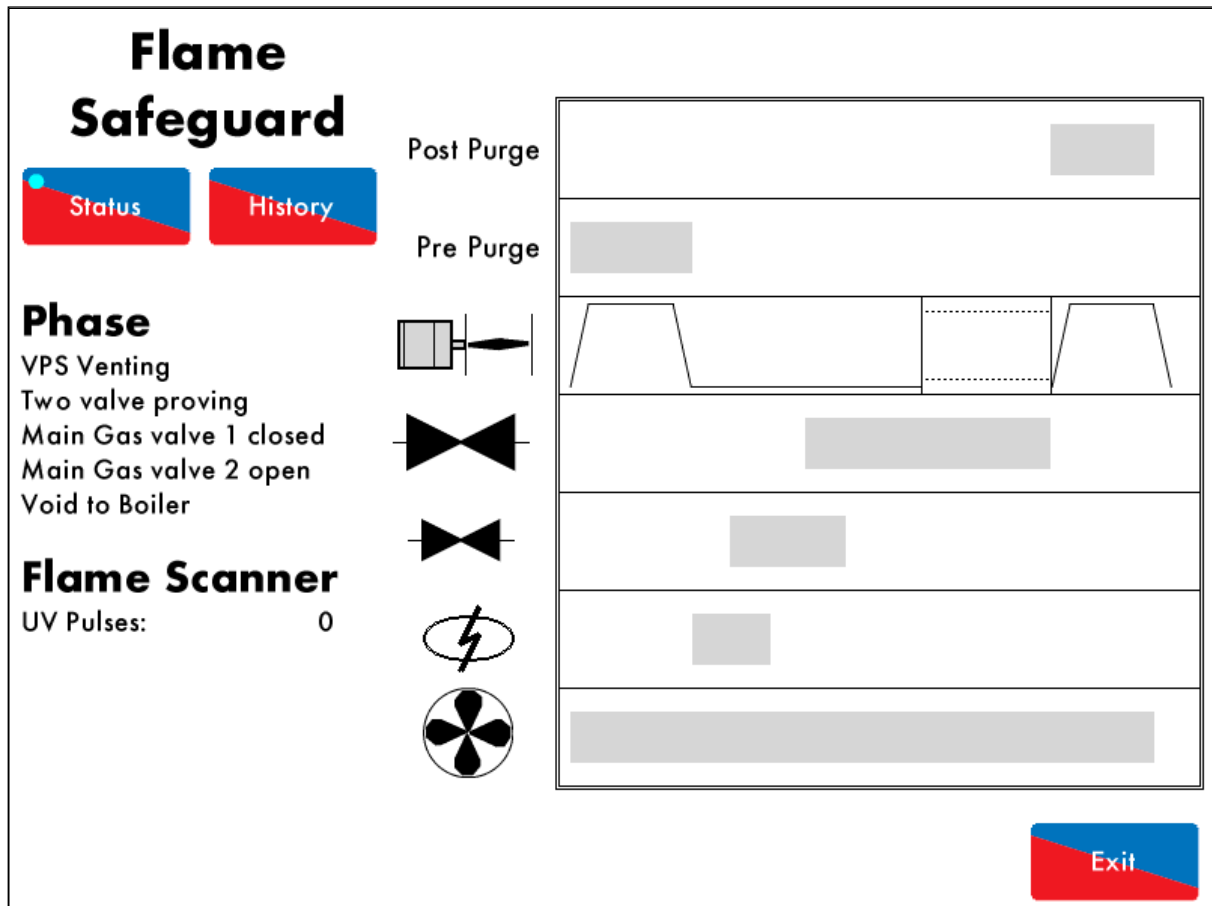 Flame
Safeguard
Status
History
Post Purge
Pre Purge
Phase
VPS Venting
Two valve proving
Main Gas valve 1 closed
Main Gas valve 2 open
Void to Boiler
Flame Scanner
UV Pulses: 0
Exit